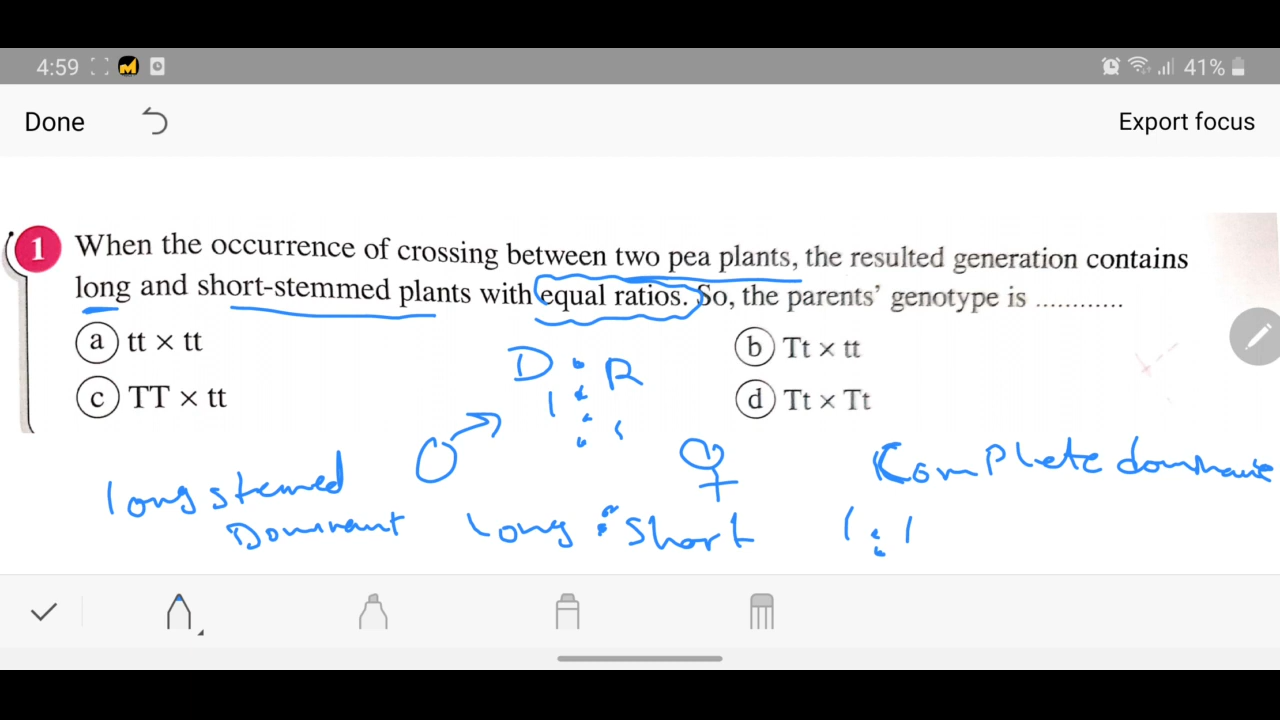 4:59
41%
Done
Export focus
1 When the occurrence of crossing between two pea plants, the resulted generation contains
long and short-stemmed plants with equal ratios. So, the parents' genotype is ............
a tt × tt
b Tt × tt
c TT × tt
d Tt × Tt
D : R
1 : 1
♂ ♀
long stemmed
Dominant
Complete dominance
long : short 1 : 1